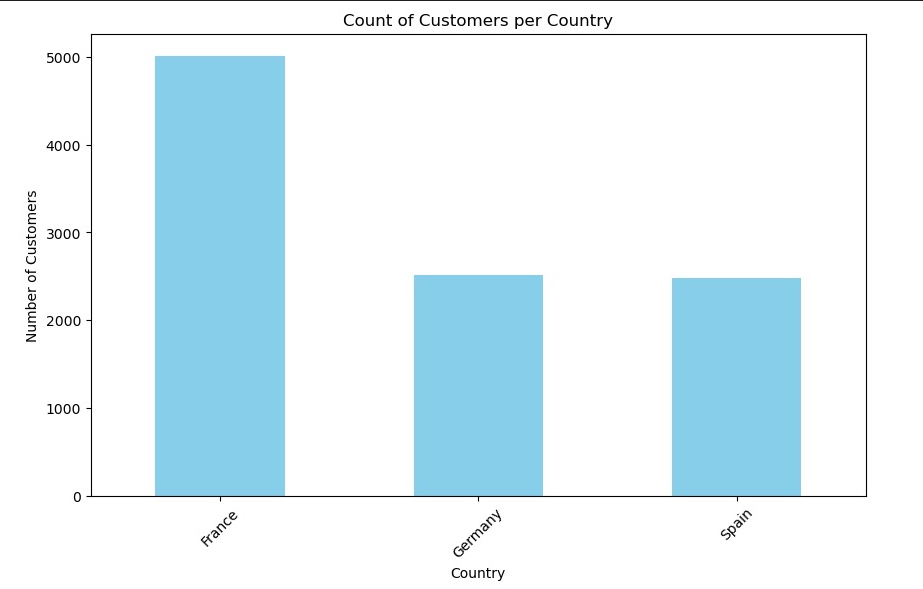 Count of Customers per Country
Number of Customers
5000
4000
3000
2000
1000
0
France
Germany
Spain
Country